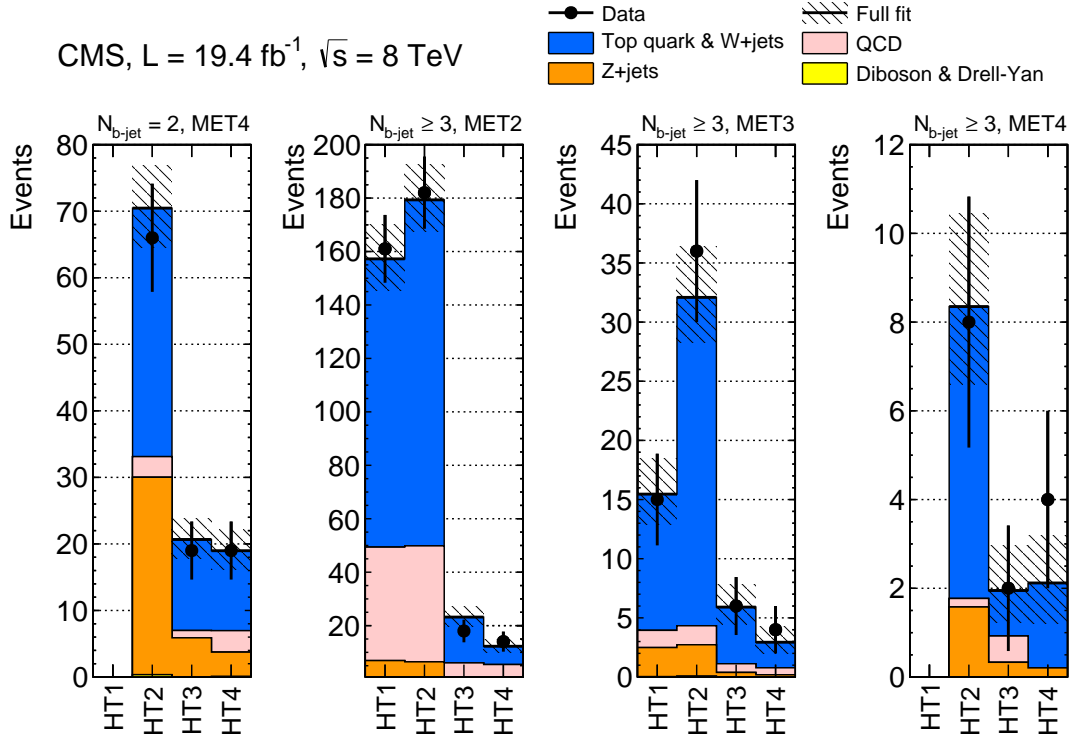 Data
Full fit
CMS, L = 19.4 fb⁻¹, √s = 8 TeV
Top quark & W+jets
QCD
Z+jets
Diboson & Drell-Yan
N_b-jet = 2, MET4
Events
80
70
60
50
40
30
20
10
0
HT1
HT2
HT3
HT4
N_b-jet ≥ 3, MET2
Events
200
180
160
140
120
100
80
60
40
20
HT1
HT2
HT3
HT4
N_b-jet ≥ 3, MET3
Events
45
40
35
30
25
20
15
10
5
0
HT1
HT2
HT3
HT4
N_b-jet ≥ 3, MET4
Events
12
10
8
6
4
2
0
HT1
HT2
HT3
HT4